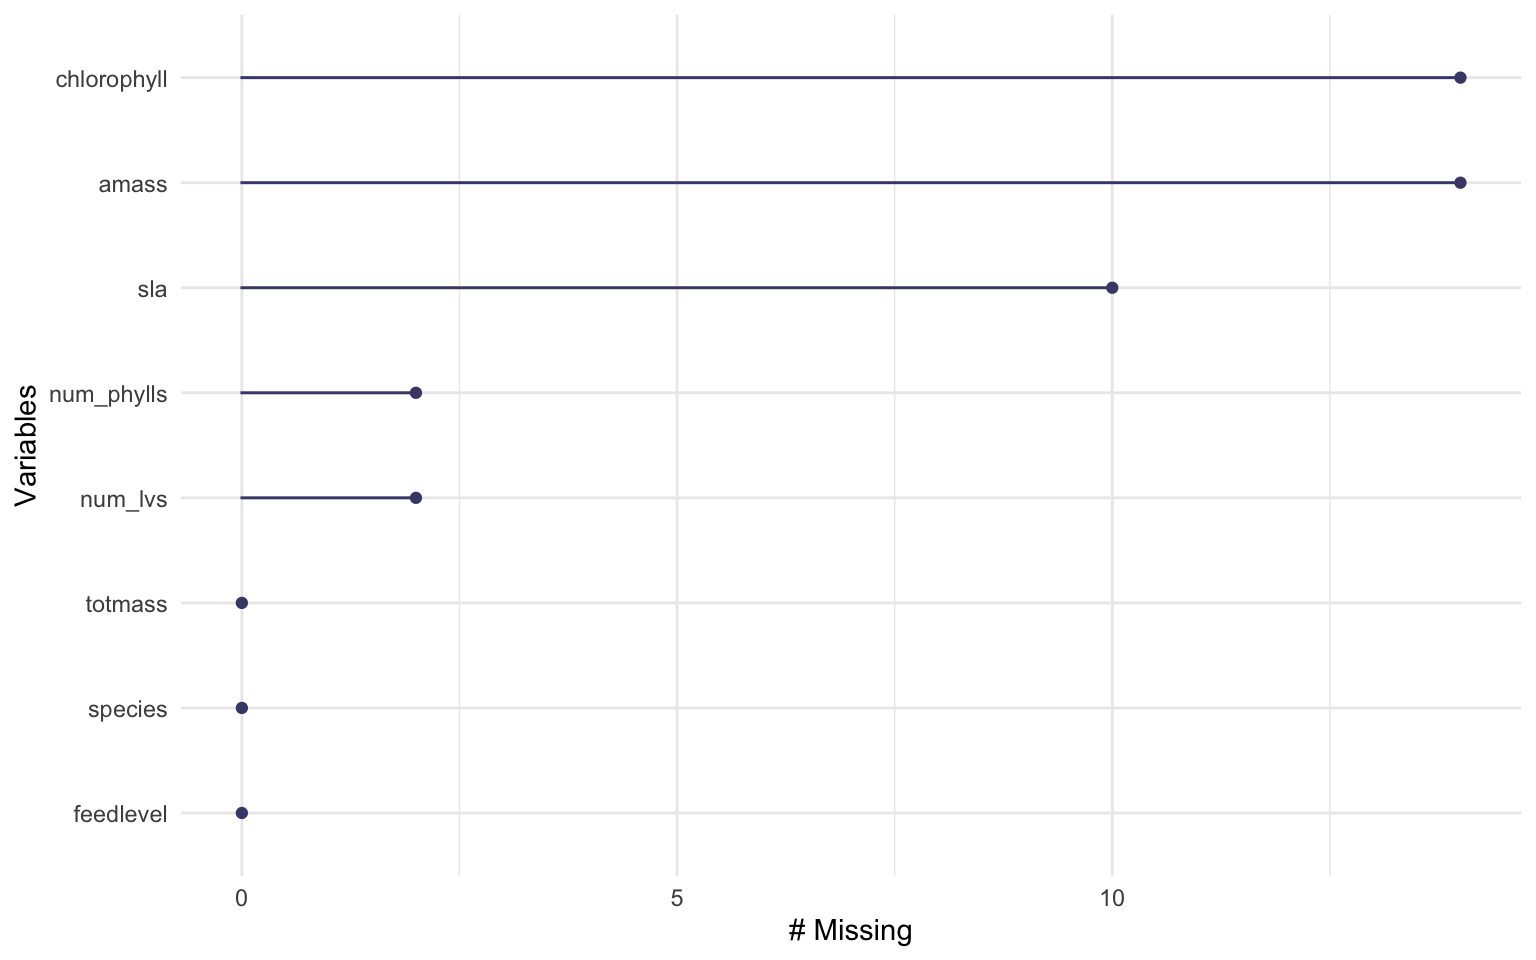 chlorophyll
amass
sla
num_phylls
num_lvs
totmass
species
feedlevel
Variables
0 5 10
# Missing